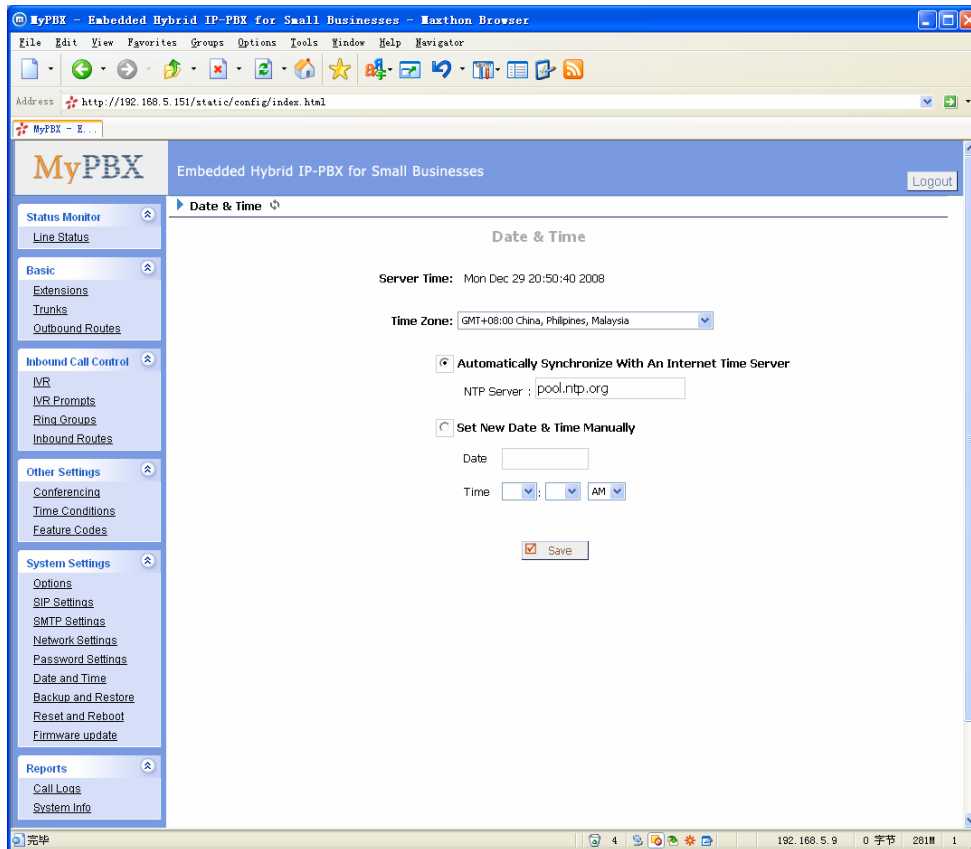 MyPBX - Embedded Hybrid IP-PBX for Small Businesses - Maxthon Browser
File Edit View Favorites Groups Options Tools Window Help Navigator
Address http://192.168.5.151/static/config/index.html
MyPBX - E...
MyPBX
Embedded Hybrid IP-PBX for Small Businesses
Logout
Status Monitor
Line Status
Basic
Extensions
Trunks
Outbound Routes
Inbound Call Control
IVR
IVR Prompts
Ring Groups
Inbound Routes
Other Settings
Conferencing
Time Conditions
Feature Codes
System Settings
Options
SIP Settings
SMTP Settings
Network Settings
Password Settings
Date and Time
Backup and Restore
Reset and Reboot
Firmware update
Reports
Call Logs
System Info
Date & Time
Date & Time
Server Time: Mon Dec 29 20:50:40 2008
Time Zone: GMT+08:00 China, Philipines, Malaysia
Automatically Synchronize With An Internet Time Server
NTP Server : pool.ntp.org
Set New Date & Time Manually
Date
Time : AM
Save
完毕 4 192.168.5.9 0 字节 281M 1